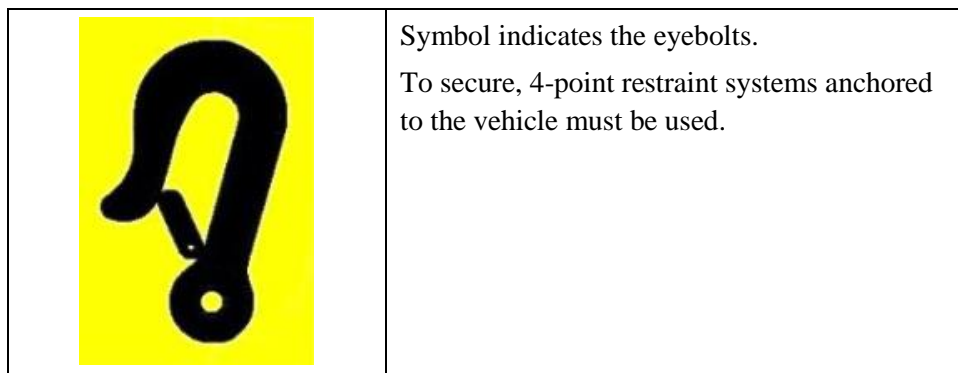 Symbol indicates the eyebolts.
To secure, 4-point restraint systems anchored
to the vehicle must be used.